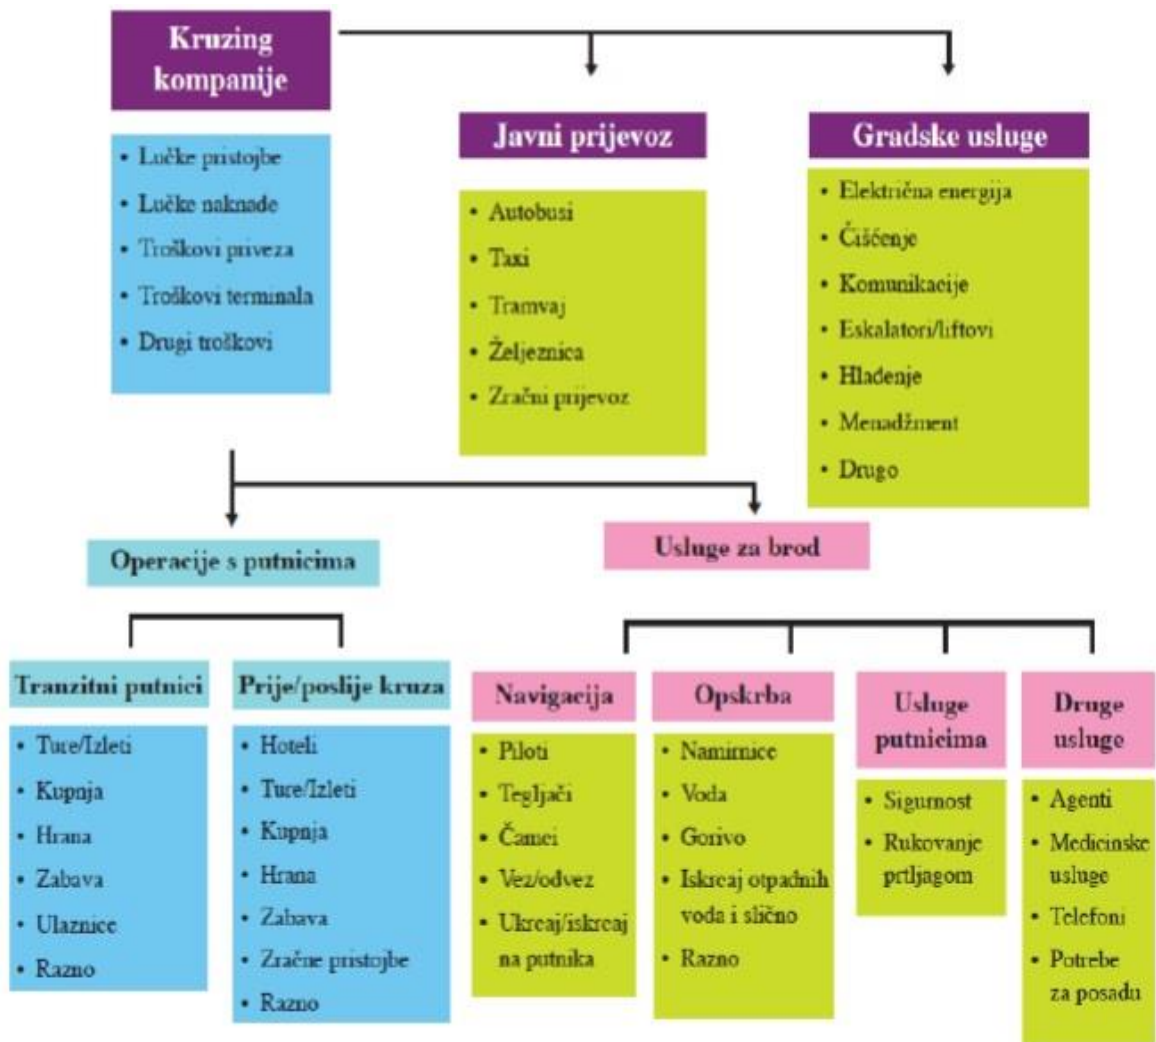 Kruzing
kompanije
• Lučke pristojbe
• Lučke naknade
• Troškovi priveza
• Troškovi terminala
• Drugi troškovi
Javni prijevoz
• Autobusi
• Taxi
• Tramvaj
• Željeznica
• Zračni prijevoz
Gradske usluge
• Električna energija
• Čišćenje
• Komunikacije
• Eskalatori/liftovi
• Hlađenje
• Menadžment
• Drugo
Operacije s putnicima
Usluge za brod
Tranzitni putnici
• Ture/Izleti
• Kupnja
• Hrana
• Zabava
• Ulaznice
• Razno
Prije/poslije kruza
• Hoteli
• Ture/Izleti
• Kupnja
• Hrana
• Zabava
• Zračne pristojbe
• Razno
Navigacija
• Piloti
• Tegljači
• Čamci
• Vez/odvez
• Ukrcaj/iskrcaj
na putnika
Opskrba
• Namirnice
• Voda
• Gorivo
• Iskrcaj otpadnih
voda i slično
• Razno
Usluge
putnicima
• Sigurnost
• Rukovanje
prtljagom
Druge
usluge
• Agenti
• Medicinske
usluge
• Telefoni
• Potrebe
za posadu